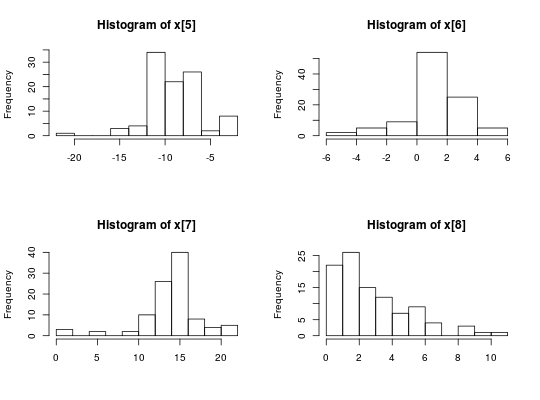 Histogram of x[5]
Frequency
0 10 20 30
-20 -15 -10 -5
Histogram of x[6]
Frequency
0 20 40
-6 -4 -2 0 2 4 6
Histogram of x[7]
Frequency
0 10 20 30 40
0 5 10 15 20
Histogram of x[8]
Frequency
0 5 15 25
0 2 4 6 8 10